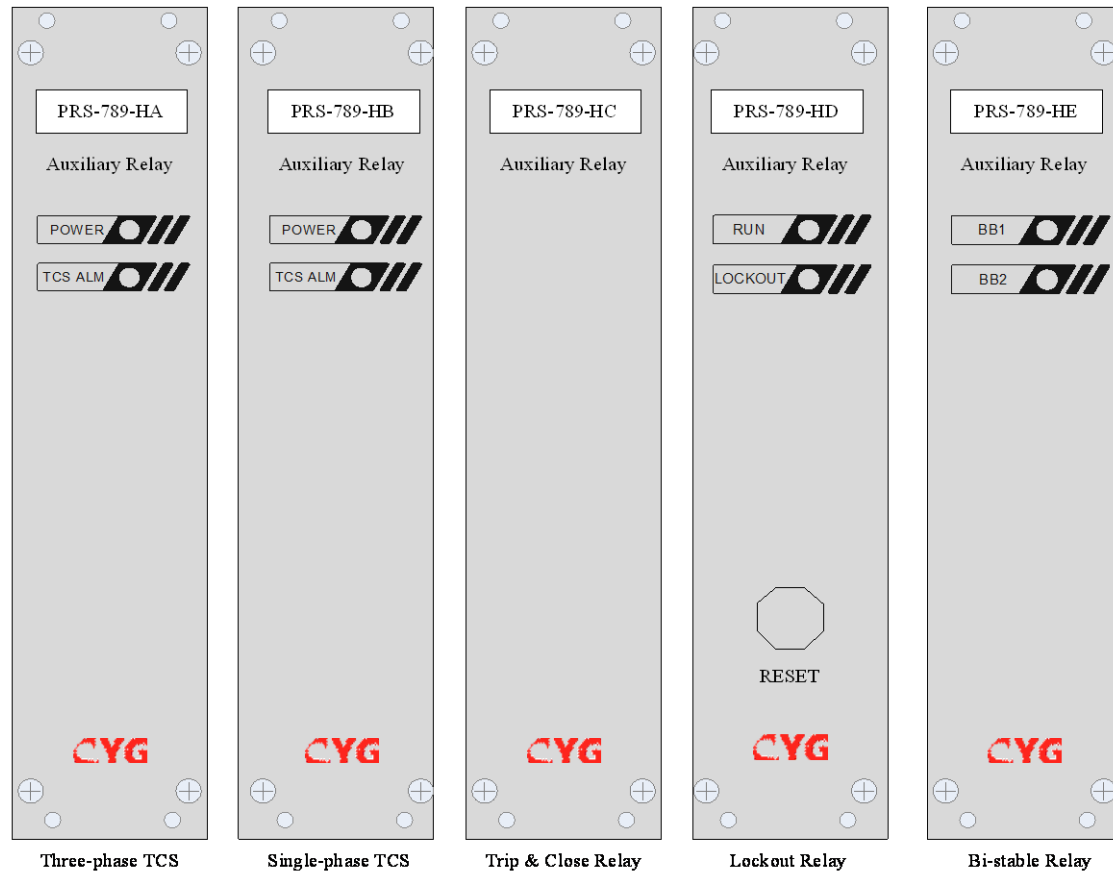 PRS-789-HA
Auxiliary Relay
POWER
TCS ALM
CYG
Three-phase TCS
PRS-789-HB
Auxiliary Relay
POWER
TCS ALM
CYG
Single-phase TCS
PRS-789-HC
Auxiliary Relay
CYG
Trip & Close Relay
PRS-789-HD
Auxiliary Relay
RUN
LOCKOUT
RESET
CYG
Lockout Relay
PRS-789-HE
Auxiliary Relay
BB1
BB2
CYG
Bi-stable Relay